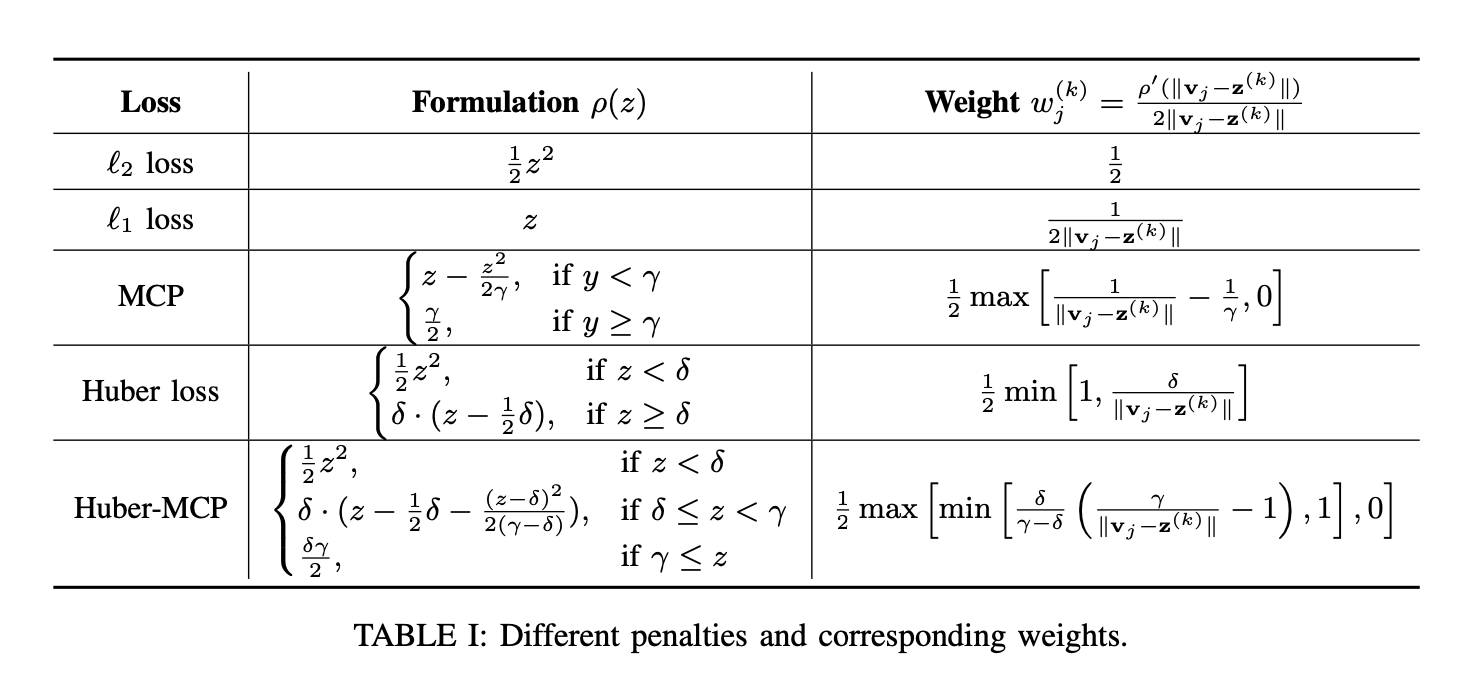 Loss | Formulation ρ(z) | Weight $w_j^{(k)} = \frac{\rho'(\|\mathbf{v}_j - \mathbf{z}^{(k)}\|)}{2\|\mathbf{v}_j - \mathbf{z}^{(k)}\|}$
$\ell_2$ loss | $\frac{1}{2}z^2$ | $\frac{1}{2}$
$\ell_1$ loss | $z$ | $\frac{1}{2\|\mathbf{v}_j - \mathbf{z}^{(k)}\|}$
MCP | $\begin{cases} z - \frac{z^2}{2\gamma}, & \text{if } y < \gamma \\ \frac{\gamma}{2}, & \text{if } y \geq \gamma \end{cases}$ | $\frac{1}{2}\max\left[\frac{1}{\|\mathbf{v}_j - \mathbf{z}^{(k)}\|} - \frac{1}{\gamma}, 0\right]$
Huber loss | $\begin{cases} \frac{1}{2}z^2, & \text{if } z < \delta \\ \delta \cdot (z - \frac{1}{2}\delta), & \text{if } z \geq \delta \end{cases}$ | $\frac{1}{2}\min\left[1, \frac{\delta}{\|\mathbf{v}_j - \mathbf{z}^{(k)}\|}\right]$
Huber-MCP | $\begin{cases} \frac{1}{2}z^2, & \text{if } z < \delta \\ \delta \cdot (z - \frac{1}{2}\delta - \frac{(z-\delta)^2}{2(\gamma-\delta)}), & \text{if } \delta \leq z < \gamma \\ \frac{\delta\gamma}{2}, & \text{if } \gamma \leq z \end{cases}$ | $\frac{1}{2}\max\left[\min\left[\frac{\delta}{\gamma-\delta}\left(\frac{\gamma}{\|\mathbf{v}_j - \mathbf{z}^{(k)}\|} - 1\right), 1\right], 0\right]$
TABLE I: Different penalties and corresponding weights.